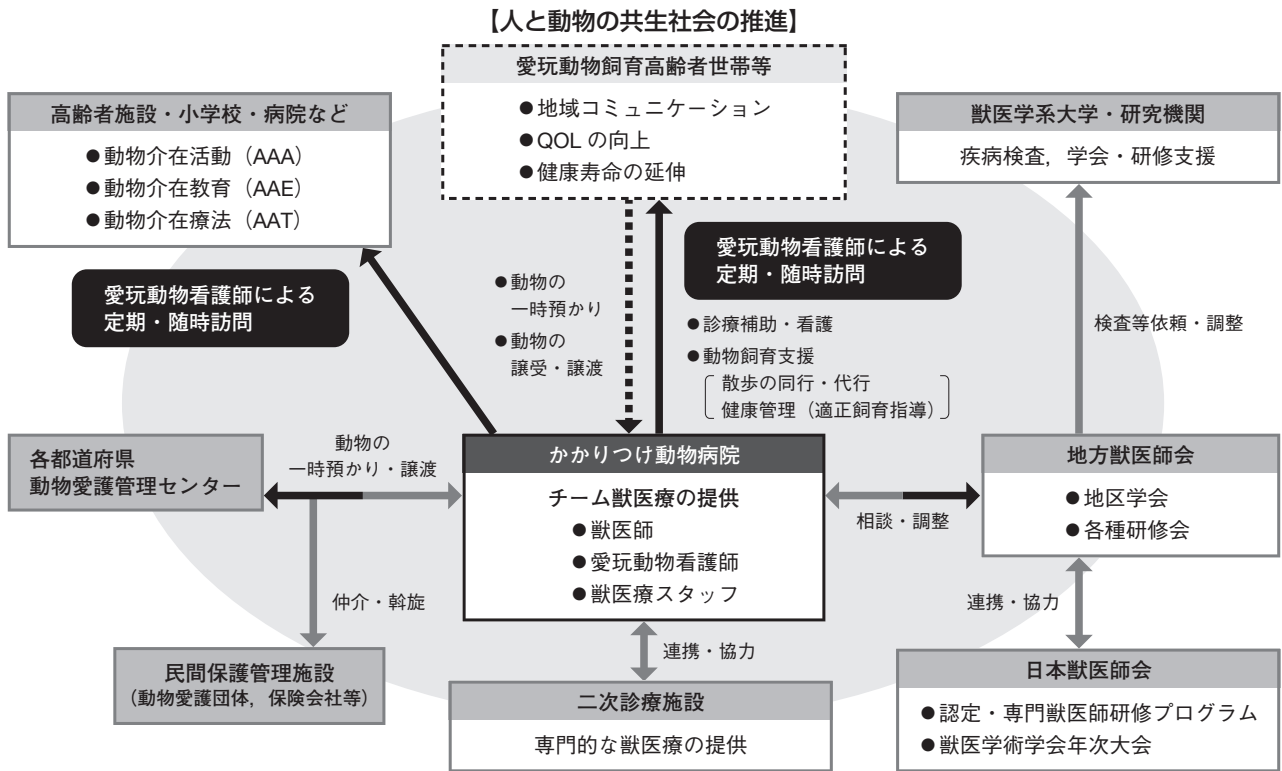 【人と動物の共生社会の推進】
愛玩動物飼育高齢者世帯等
●地域コミュニケーション
●QOL の向上
●健康寿命の延伸
高齢者施設・小学校・病院など
●動物介在活動（AAA）
●動物介在教育（AAE）
●動物介在療法（AAT）
獣医学系大学・研究機関
疾病検査，学会・研修支援
愛玩動物看護師による
定期・随時訪問
●動物の
一時預かり
●動物の
譲受・譲渡
愛玩動物看護師による
定期・随時訪問
●診療補助・看護
●動物飼育支援
散歩の同行・代行
健康管理（適正飼育指導）
検査等依頼・調整
各都道府県
動物愛護管理センター
動物の
一時預かり・譲渡
かかりつけ動物病院
チーム獣医療の提供
●獣医師
●愛玩動物看護師
●獣医療スタッフ
相談・調整
地方獣医師会
●地区学会
●各種研修会
仲介・斡旋
連携・協力
連携・協力
民間保護管理施設
（動物愛護団体，保険会社等）
二次診療施設
専門的な獣医療の提供
日本獣医師会
●認定・専門獣医師研修プログラム
●獣医学術学会年次大会